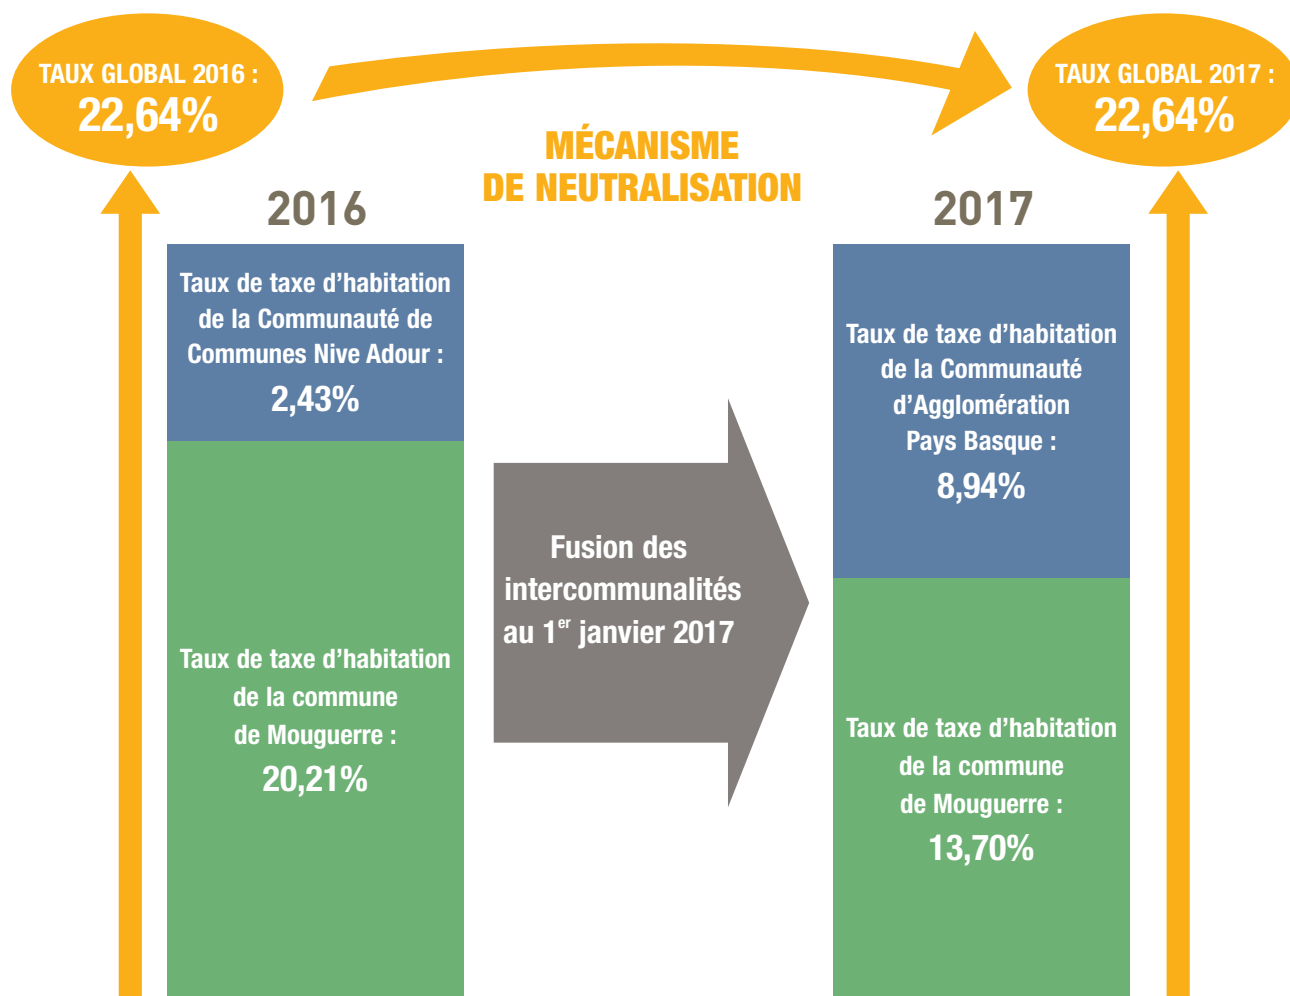 TAUX GLOBAL 2016 :
22,64%
TAUX GLOBAL 2017 :
22,64%
MÉCANISME
DE NEUTRALISATION
2016
Taux de taxe d'habitation
de la Communauté de
Communes Nive Adour :
2,43%
Taux de taxe d'habitation
de la commune
de Mouguerre :
20,21%
Fusion des
intercommunalités
au 1er janvier 2017
2017
Taux de taxe d'habitation
de la Communauté
d'Agglomération
Pays Basque :
8,94%
Taux de taxe d'habitation
de la commune
de Mouguerre :
13,70%